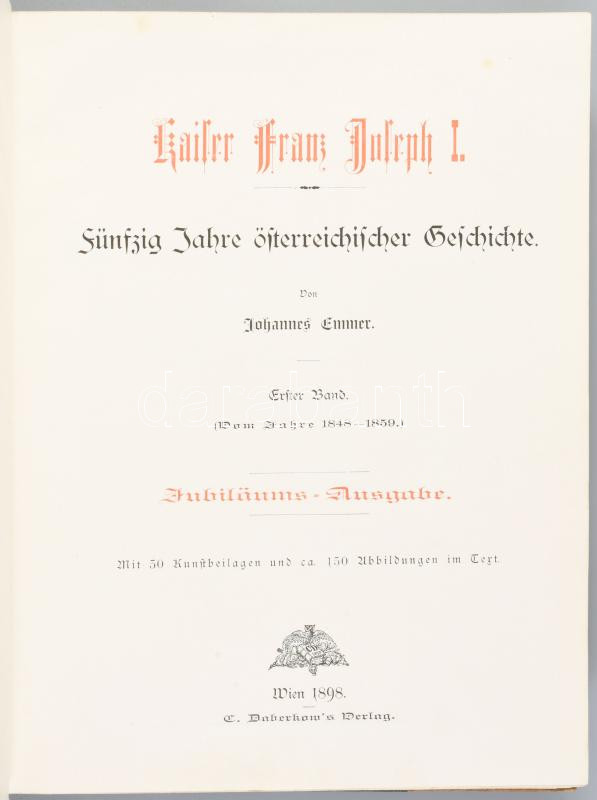 Kaiser Franz Joseph I.
Fünfzig Jahre österreichischer Geschichte.
Von
Johannes Emmer.
Erster Band.
(Vom Jahre 1848—1859.)
darabanth
Jubiläums-Ausgabe.
Mit 50 Kunstbeilagen und ca. 150 Abbildungen im Text.
Wien 1898.
C. Daberkow's Verlag.